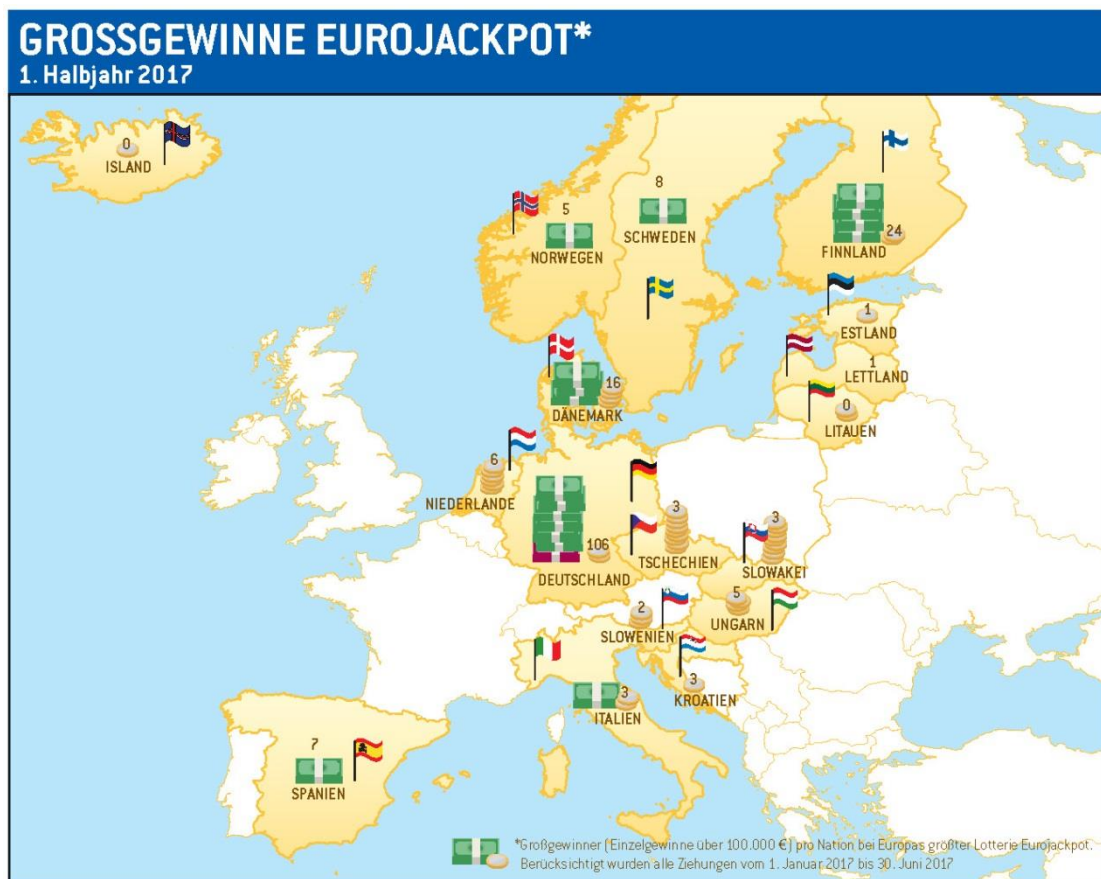 GROSSGEWINNE EUROJACKPOT*
1. Halbjahr 2017
0
ISLAND
5
NORWEGEN
8
SCHWEDEN
24
FINNLAND
1
ESTLAND
1
LETTLAND
0
LITAUEN
16
DÄNEMARK
6
NIEDERLANDE
106
DEUTSCHLAND
3
TSCHECHIEN
3
SLOWAKEI
5
UNGARN
2
SLOWENIEN
3
KROATIEN
3
ITALIEN
7
SPANIEN
*Großgewinner (Einzelgewinne über 100.000 €) pro Nation bei Europas größter Lotterie Eurojackpot.
Berücksichtigt wurden alle Ziehungen vom 1. Januar 2017 bis 30. Juni 2017